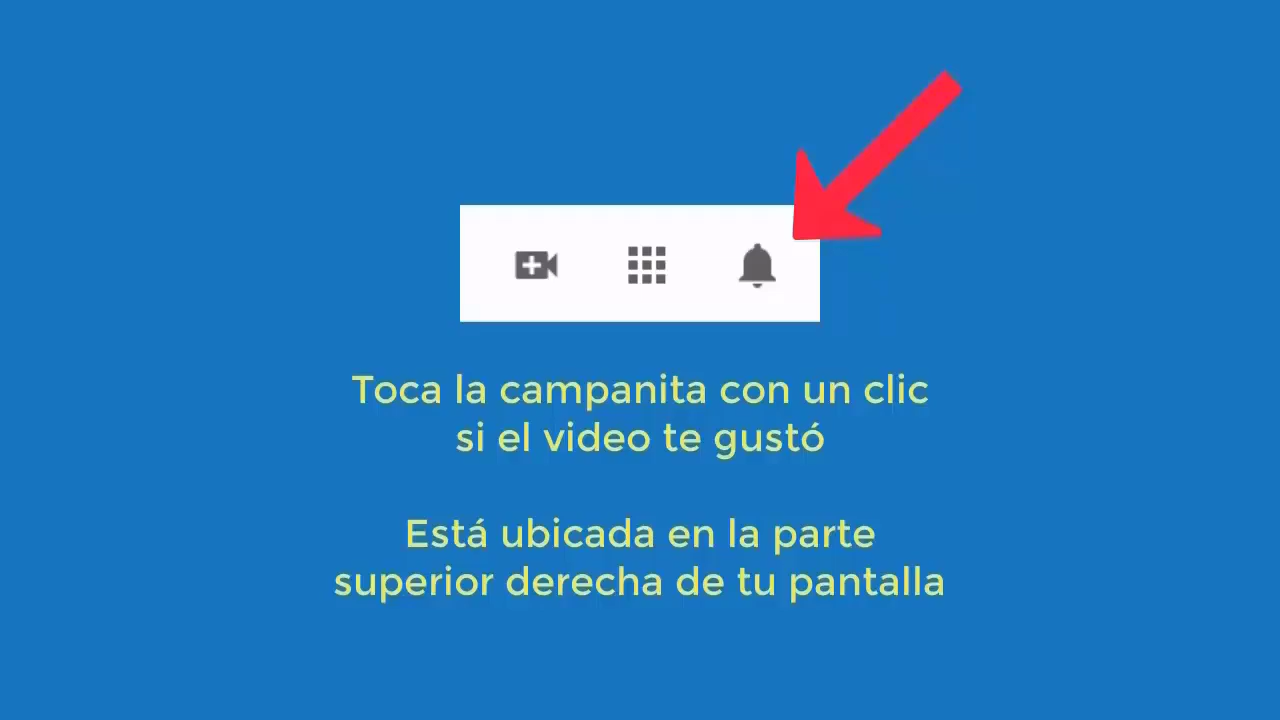 Toca la campanita con un clic
si el video te gustó
Está ubicada en la parte
superior derecha de tu pantalla